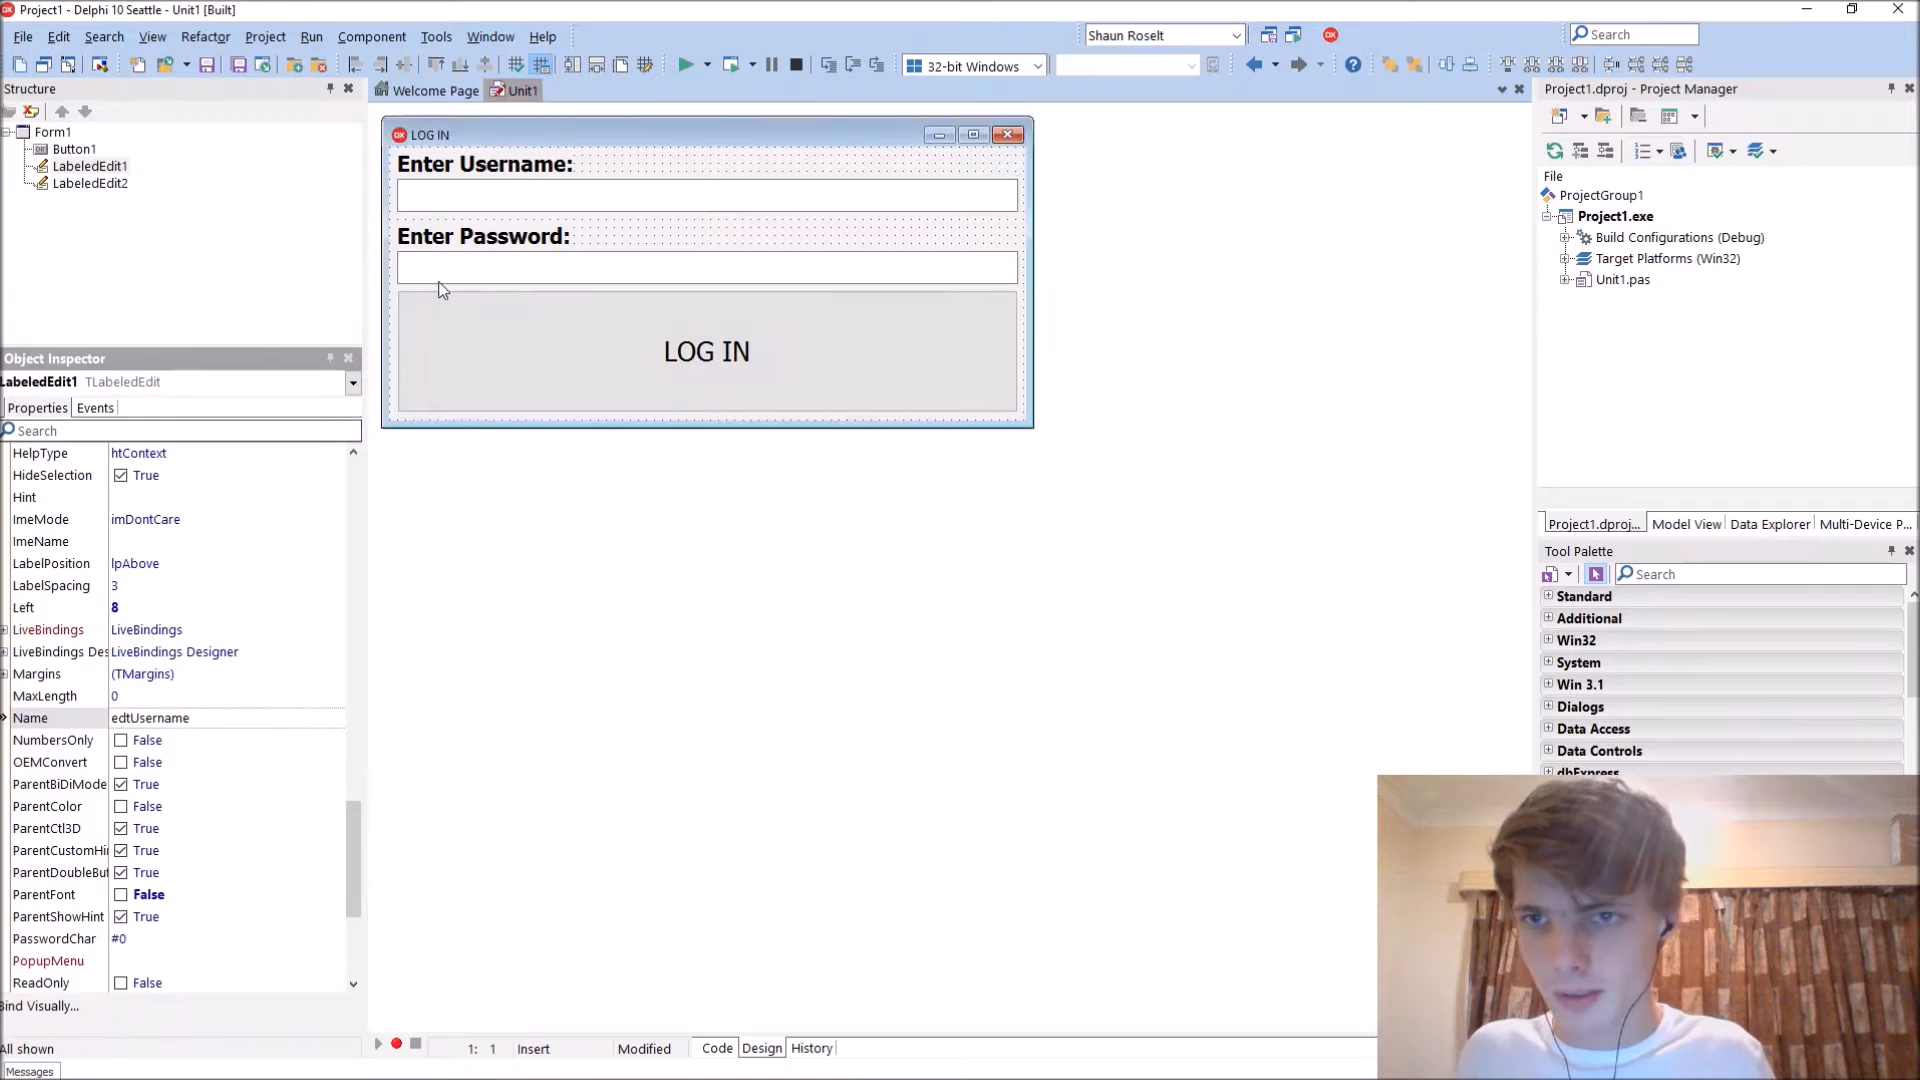 Project1 - Delphi 10 Seattle - Unit1 [Built]
File Edit Search View Refactor Project Run Component Tools Window Help
Shaun Roselt
Search
32-bit Windows
Structure
Welcome Page
Unit1
Project1.dproj - Project Manager
Form1
Button1
LabeledEdit1
LabeledEdit2
LOG IN
Enter Username:
Enter Password:
LOG IN
File
ProjectGroup1
Project1.exe
Build Configurations (Debug)
Target Platforms (Win32)
Unit1.pas
Object Inspector
LabeledEdit1 TLabeledEdit
Properties Events
Search
HelpType htContext
HideSelection True
Hint
ImeMode imDontCare
ImeName
LabelPosition lpAbove
LabelSpacing 3
Left 8
LiveBindings LiveBindings
LiveBindings Des LiveBindings Designer
Margins (TMargins)
MaxLength 0
Name edtUsername
NumbersOnly False
OEMConvert False
ParentBiDiMode True
ParentColor False
ParentCtl3D True
ParentCustomHi True
ParentDoubleBuf True
ParentFont False
ParentShowHint True
PasswordChar #0
PopupMenu
ReadOnly False
Bind Visually...
All shown
Messages
Project1.dproj... Model View Data Explorer Multi-Device P...
Tool Palette
Search
Standard
Additional
Win32
System
Win 3.1
Dialogs
Data Access
Data Controls
dbExpress
1: 1 Insert Modified Code Design History